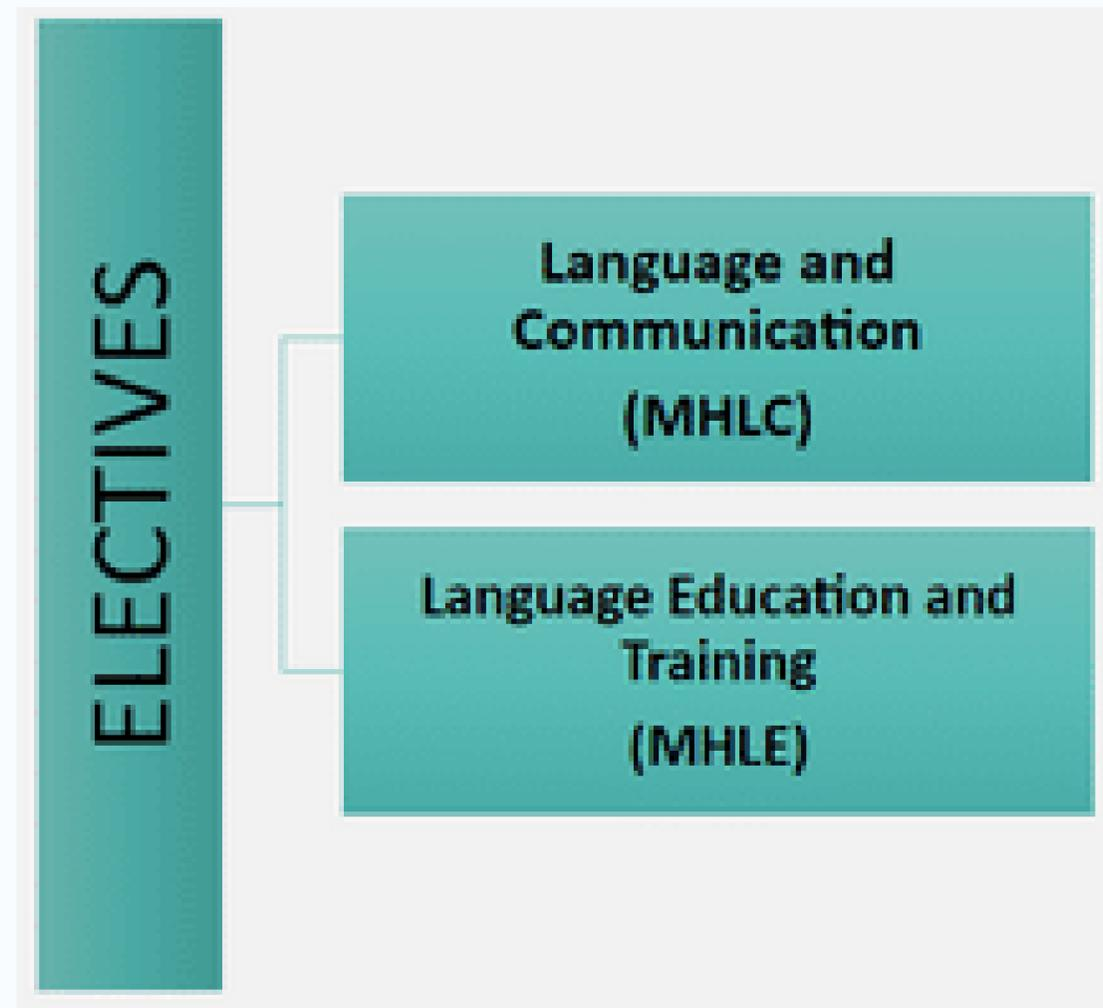 ELECTIVES
Language and
Communication
(MHLC)
Language Education and
Training
(MHLE)